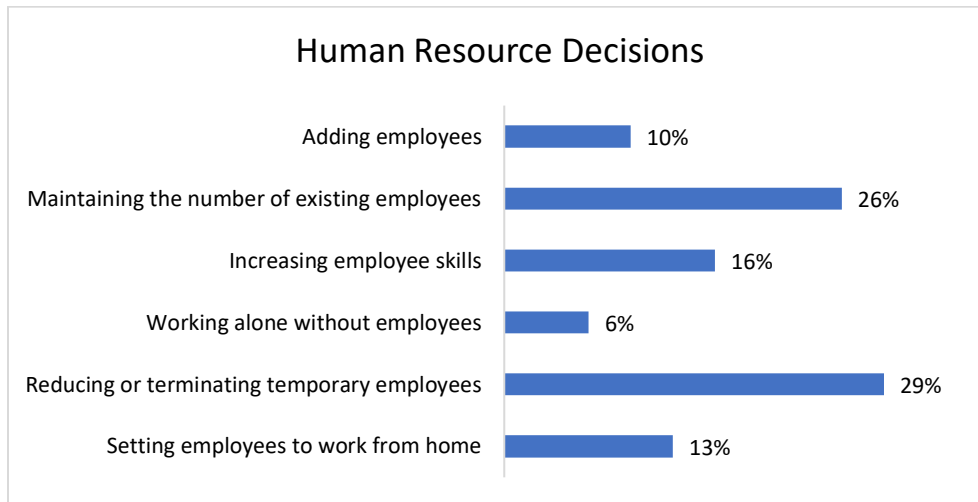 Human Resource Decisions
Adding employees 10%
Maintaining the number of existing employees 26%
Increasing employee skills 16%
Working alone without employees 6%
Reducing or terminating temporary employees 29%
Setting employees to work from home 13%